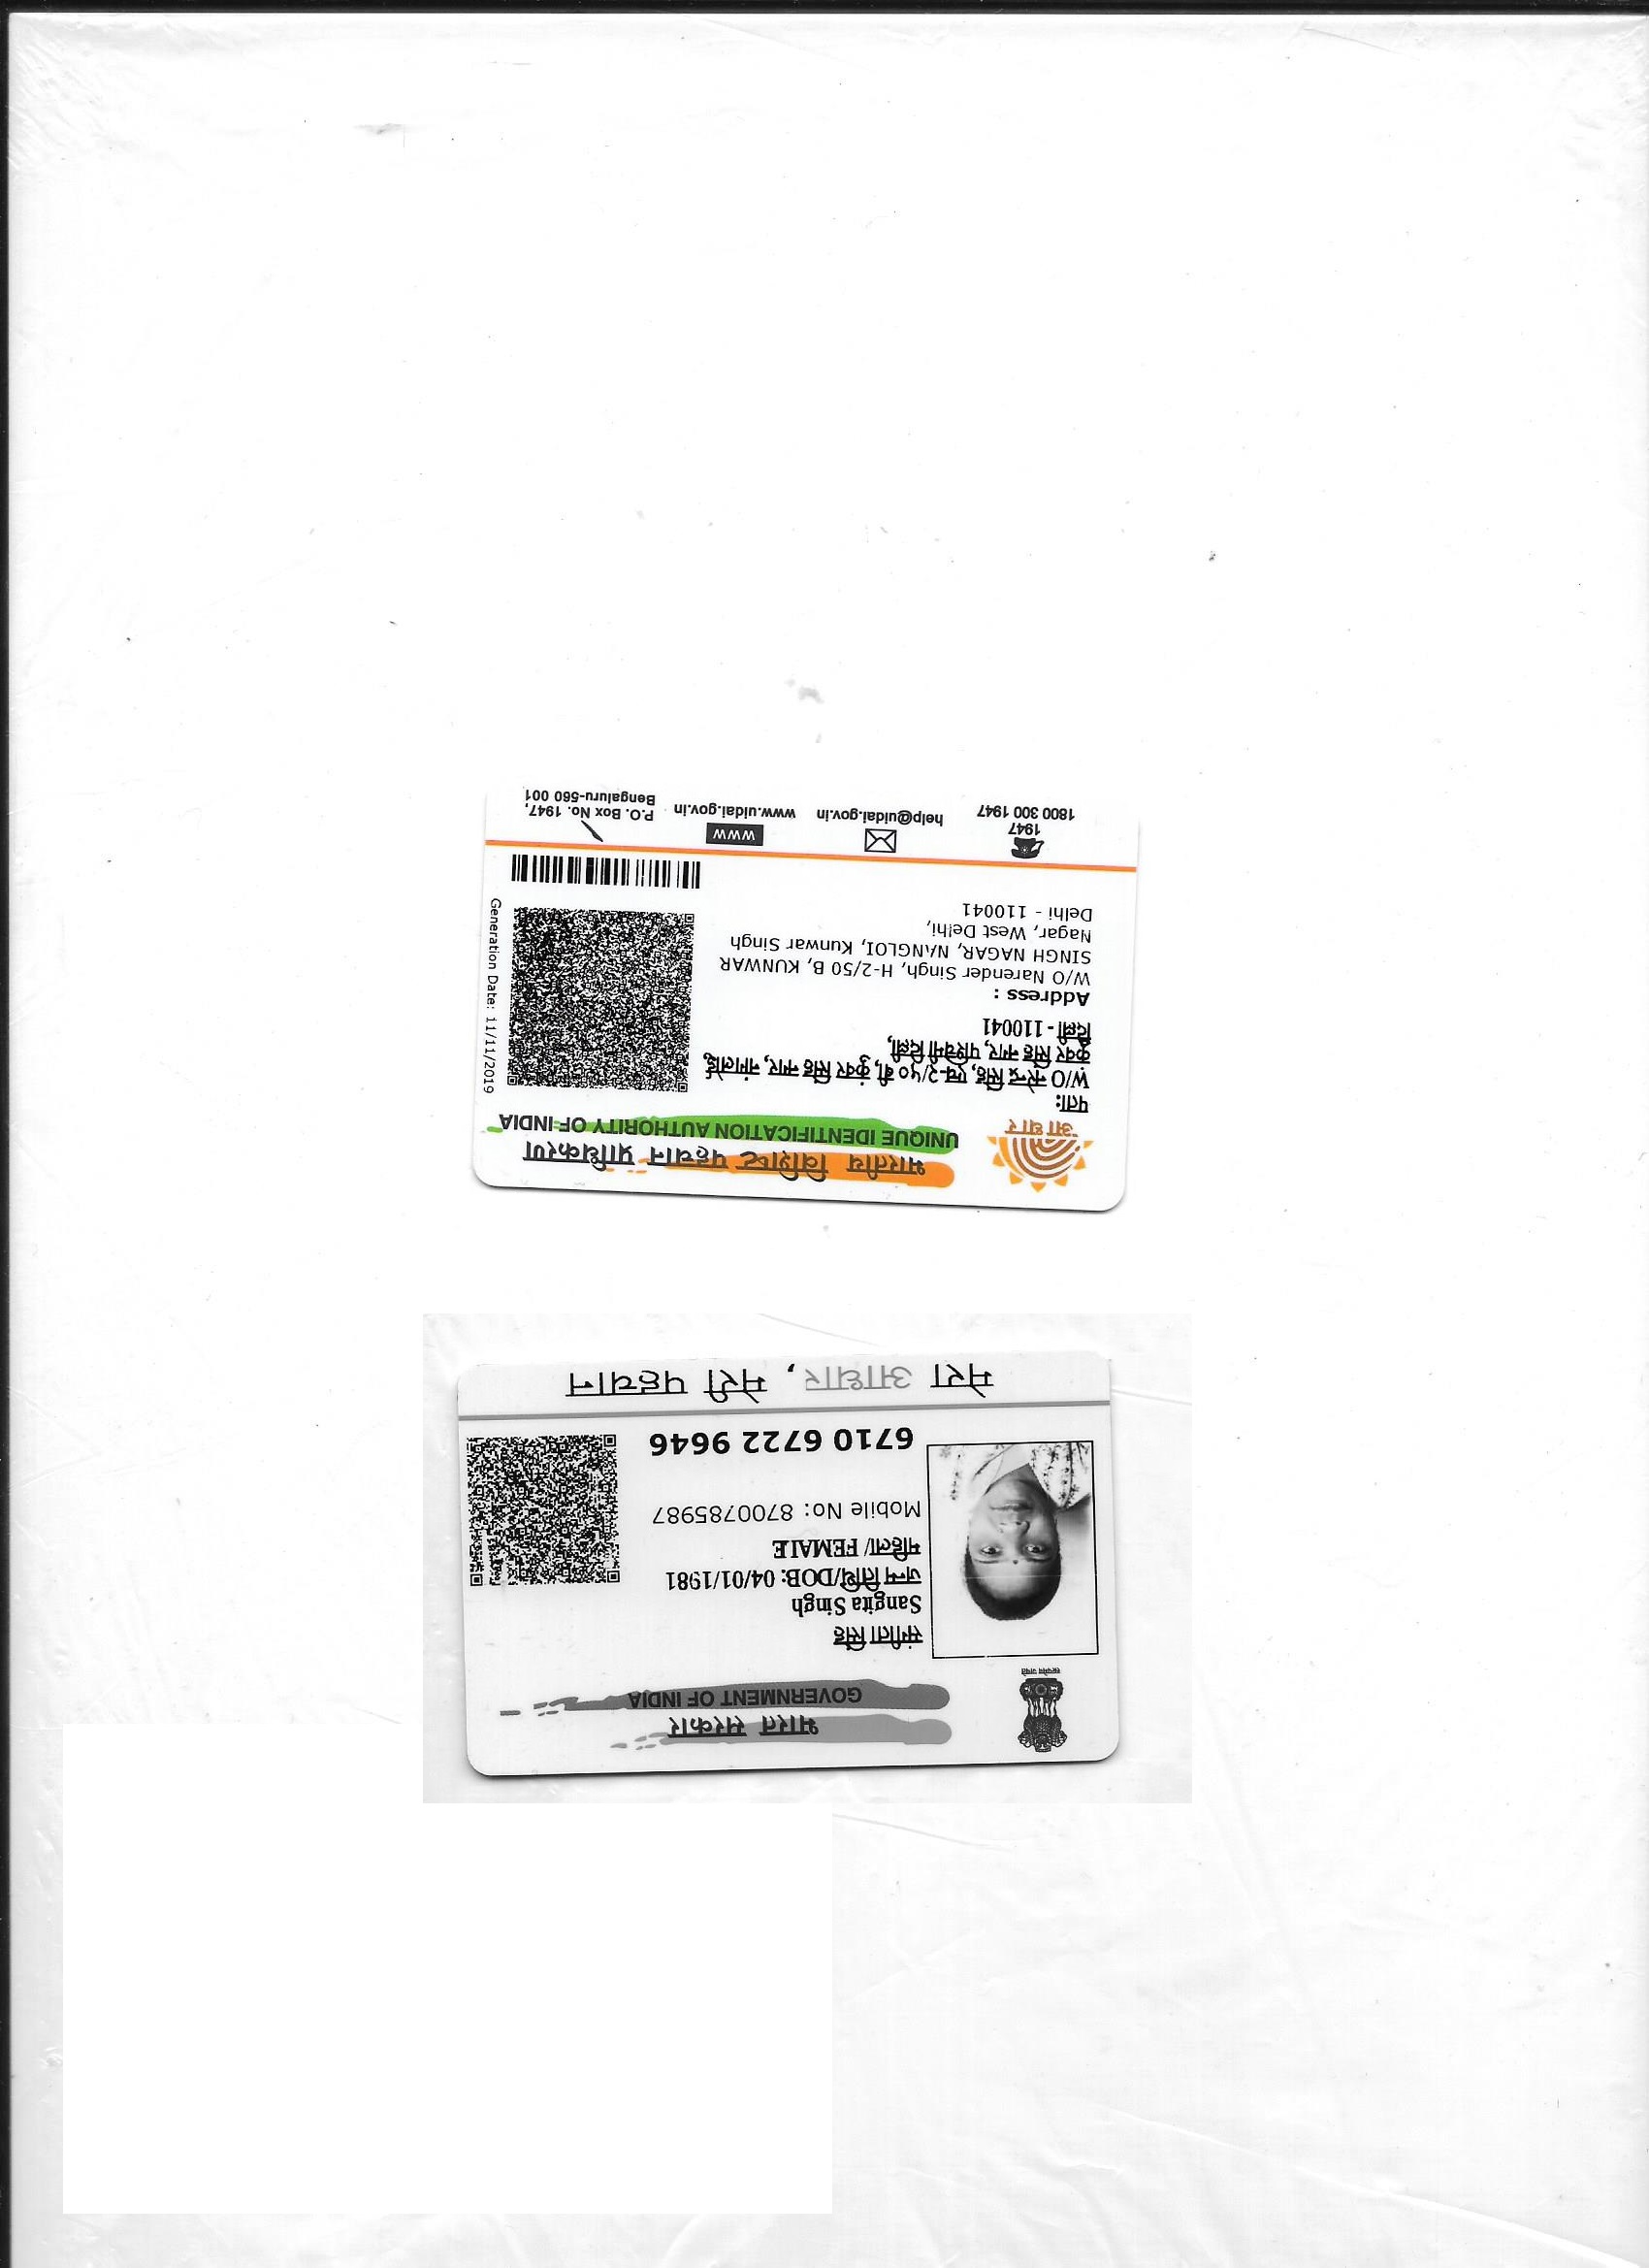 भारत सरकार
GOVERNMENT OF INDIA
संगीता सिंह
Sangita Singh
जन्म तिथि/DOB: 04/01/1981
महिला/ FEMALE
Mobile No: 8700785987
6710 6722 9646
मेरा आधार, मेरी पहचान
भारतीय विशिष्ट पहचान प्राधिकरण
UNIQUE IDENTIFICATION AUTHORITY OF INDIA
आधार
पता:
W/O नरेन्द्र सिंह, एच-२/५० बी, कुंवर सिंह नगर, नांगलोई,
कुंवर सिंह नगर, पश्चिमी दिल्ली,
दिल्ली - 110041
Address :
W/O Narender Singh, H-2/50 B, KUNWAR
SINGH NAGAR, NANGLOI, Kunwar Singh
Nagar, West Delhi,
Delhi - 110041
Generation Date: 11/11/2019
1947
1800 300 1947
help@uidai.gov.in
WWW
www.uidai.gov.in
P.O. Box No. 1947,
Bengaluru-560 001